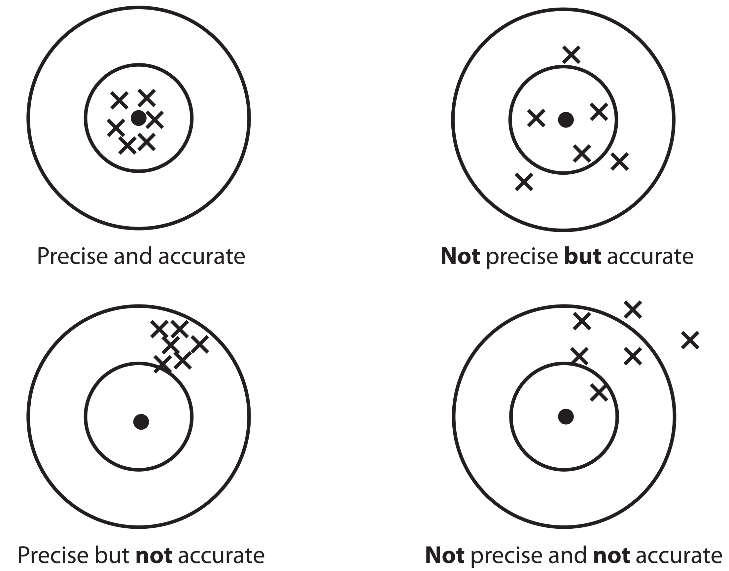 Precise and accurate
Not precise but accurate
Precise but not accurate
Not precise and not accurate